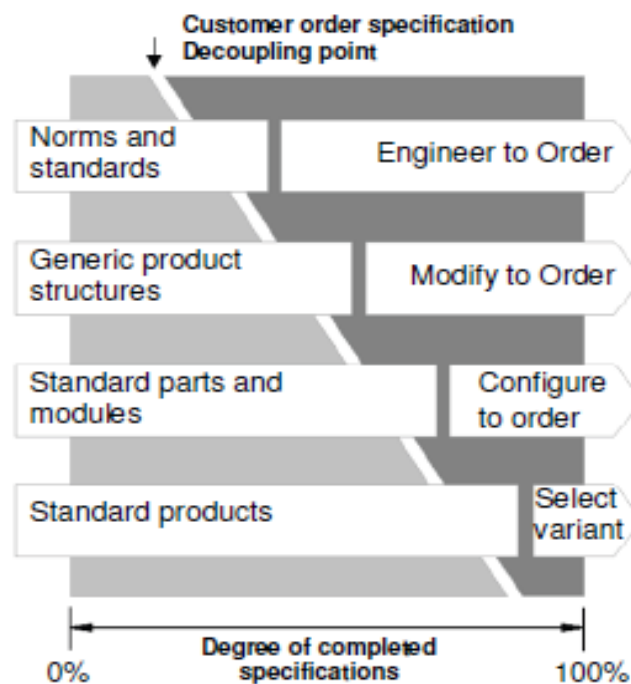 Customer order specification
Decoupling point
Norms and
standards
Engineer to Order
Generic product
structures
Modify to Order
Standard parts and
modules
Configure
to order
Standard products
Select
variant
Degree of completed
specifications
0%
100%